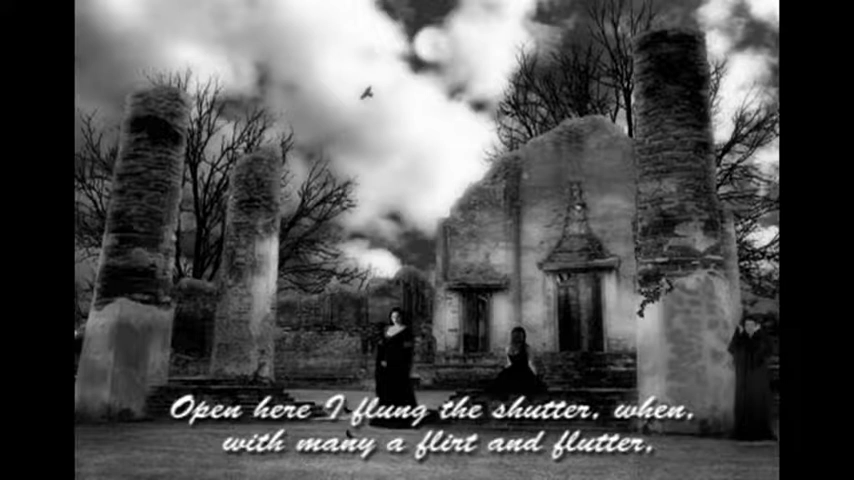 Open here I flung the shutter. when.
with many a flirt and flutter.